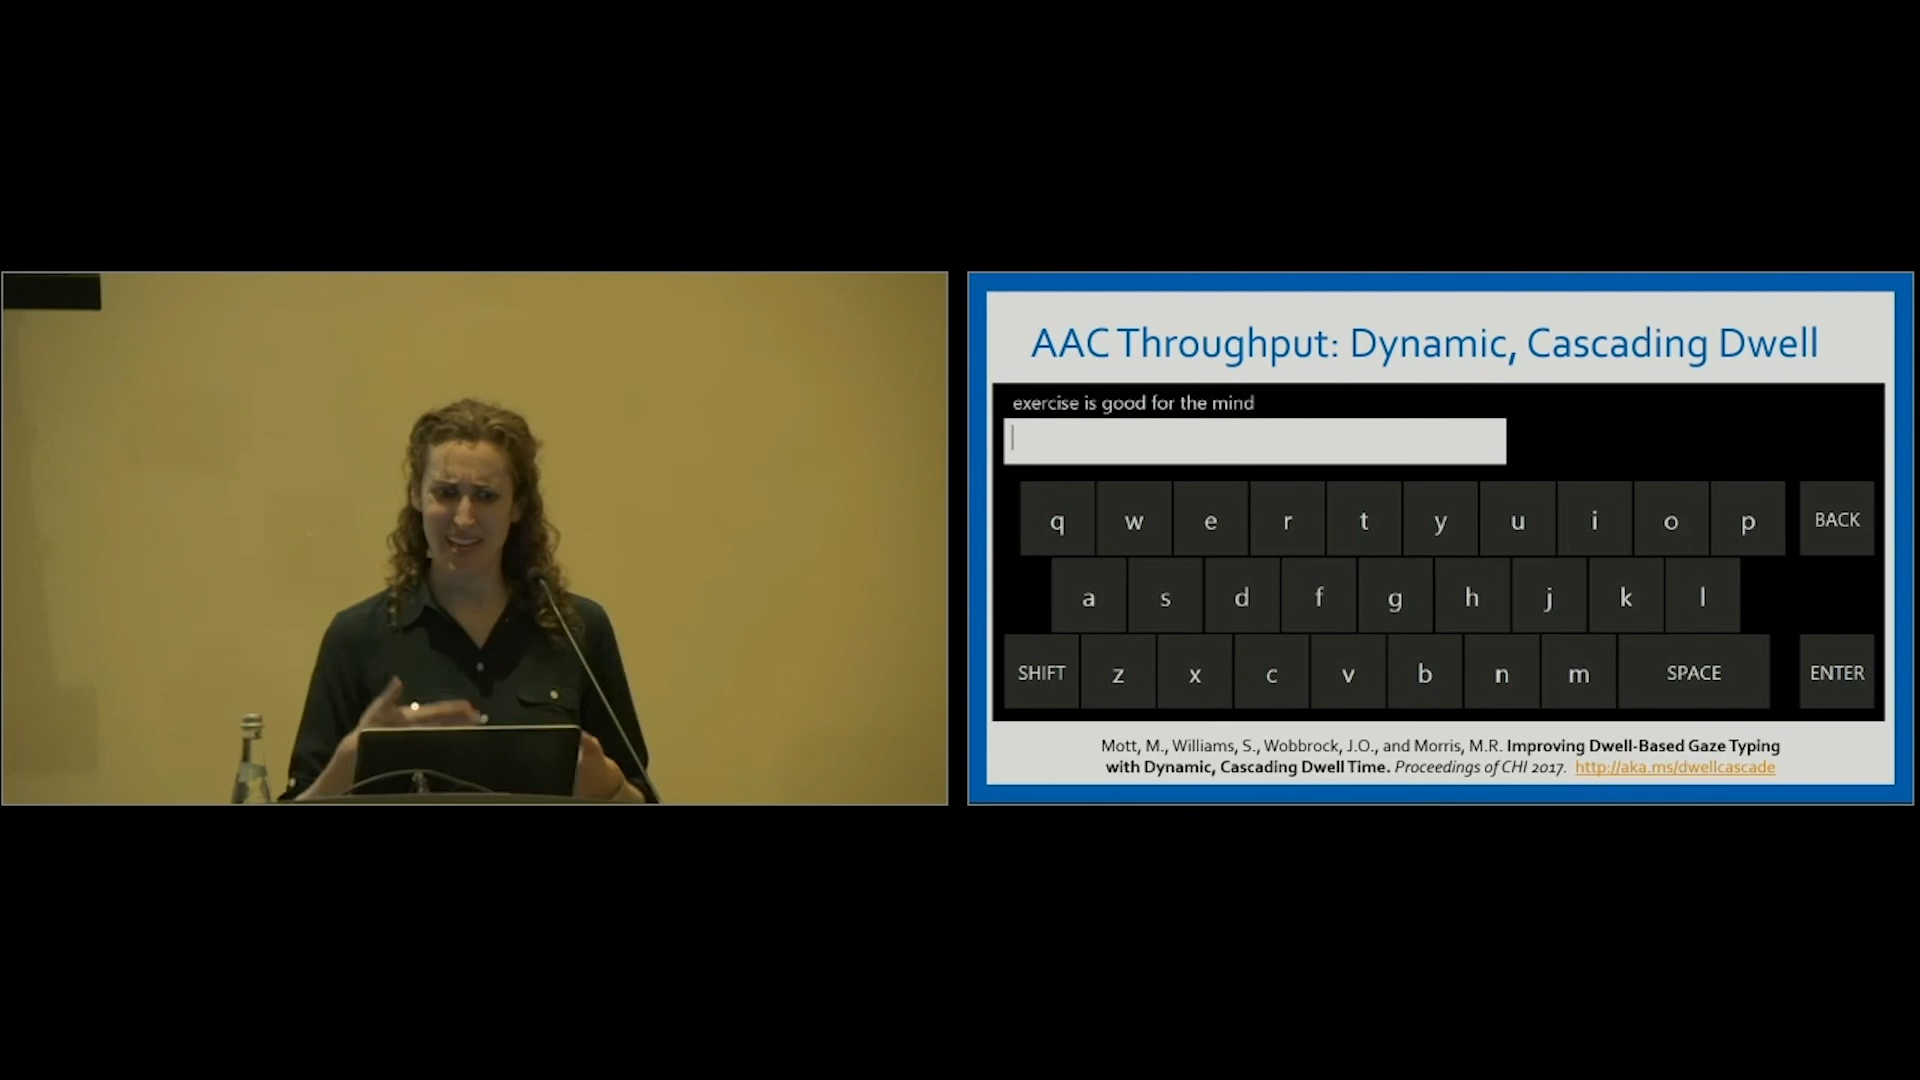 AAC Throughput: Dynamic, Cascading Dwell
exercise is good for the mind
q w e r t y u i o p BACK
a s d f g h j k l
SHIFT z x c v b n m SPACE ENTER
Mott, M., Williams, S., Wobbrock, J.O., and Morris, M.R. Improving Dwell-Based Gaze Typing
with Dynamic, Cascading Dwell Time. Proceedings of CHI 2017. http://aka.ms/dwellcascade